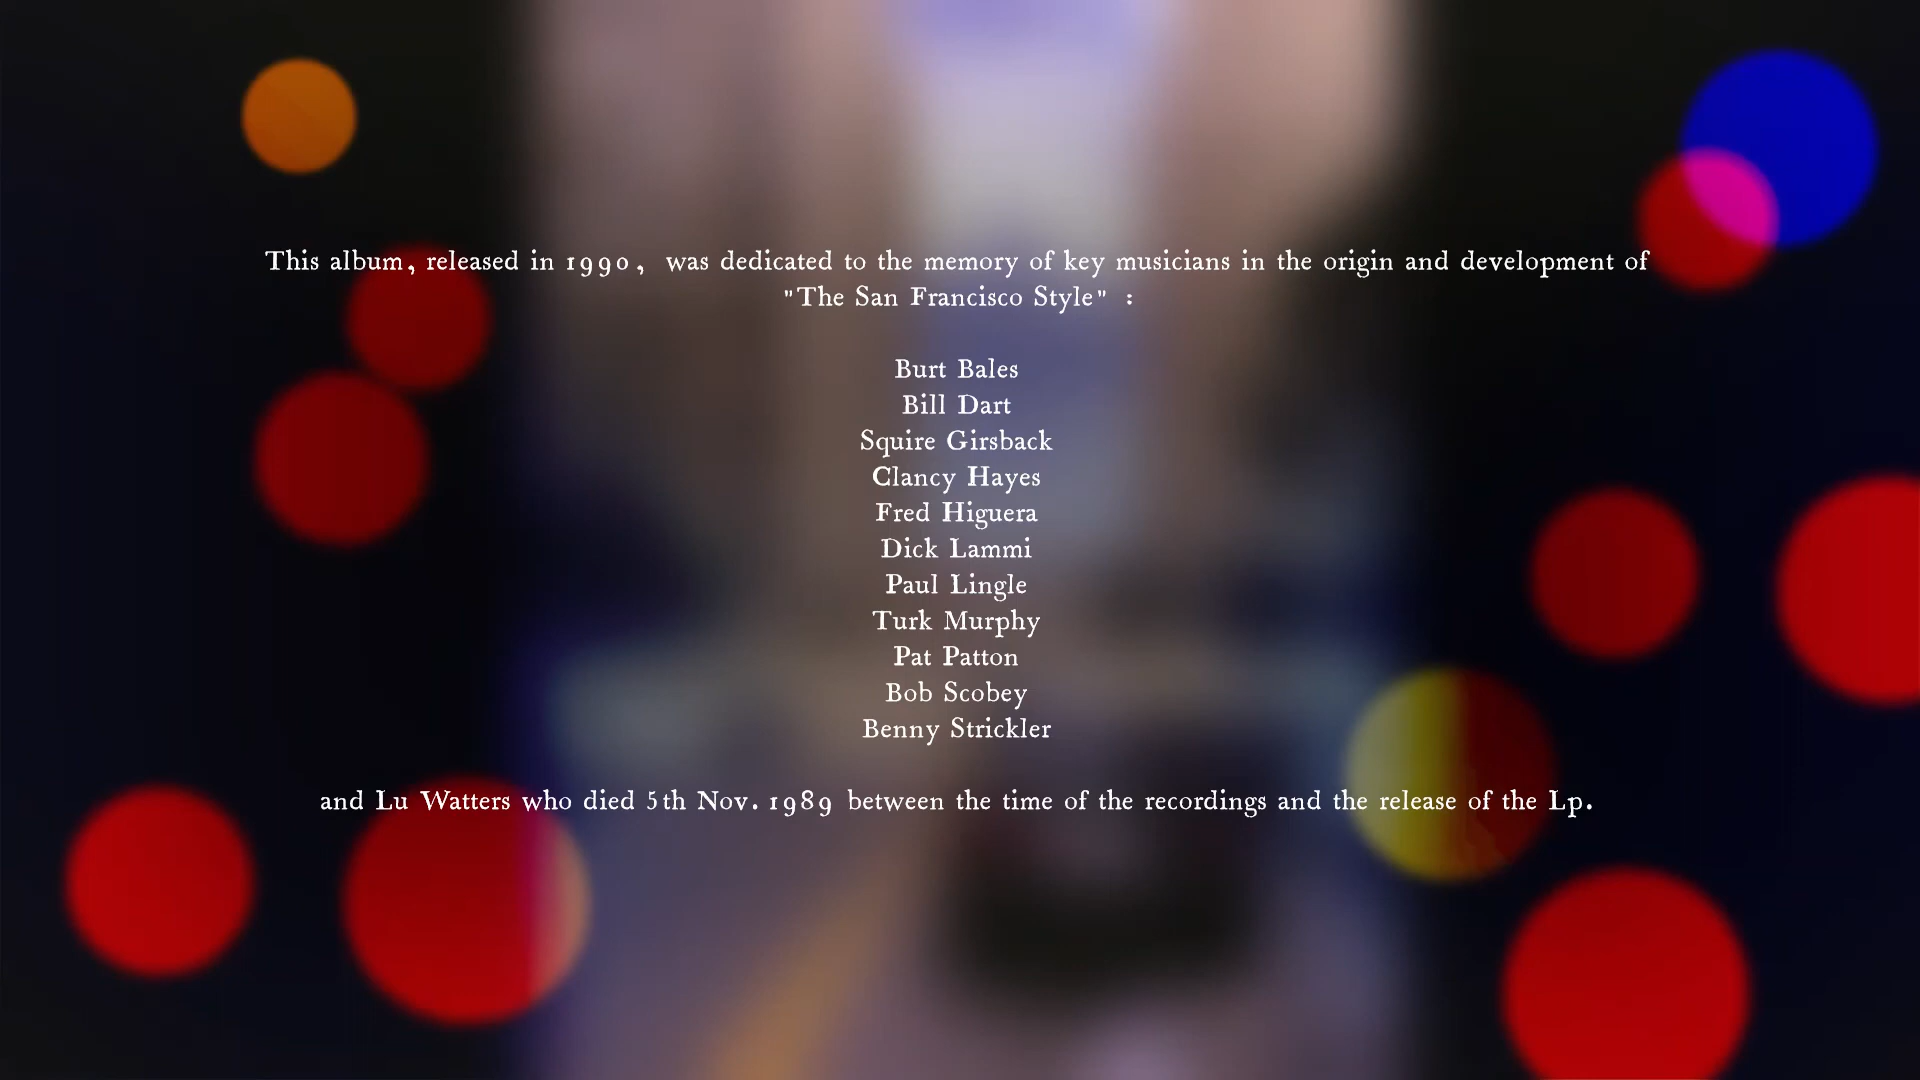 This album, released in 1990, was dedicated to the memory of key musicians in the origin and development of
"The San Francisco Style" :
Burt Bales
Bill Dart
Squire Girsback
Clancy Hayes
Fred Higuera
Dick Lammi
Paul Lingle
Turk Murphy
Pat Patton
Bob Scobey
Benny Strickler
and Lu Watters who died 5th Nov. 1989 between the time of the recordings and the release of the Lp.